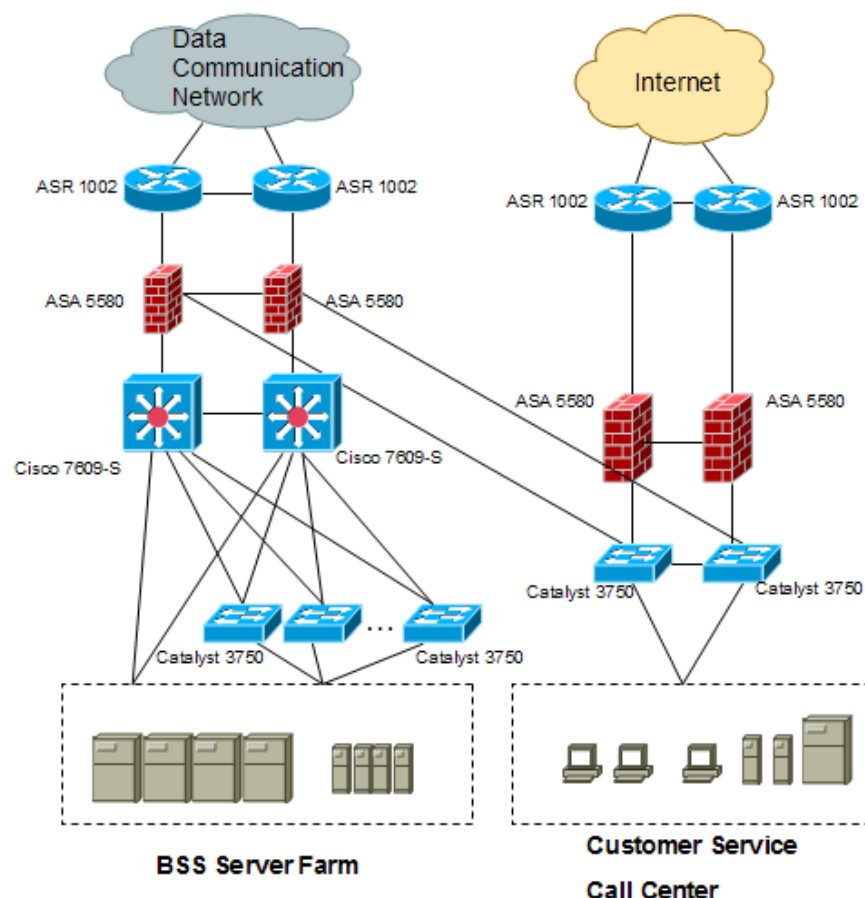 Data
Communication
Network
Internet
ASR 1002
ASR 1002
ASR 1002
ASR 1002
ASA 5580
ASA 5580
ASA 5580
ASA 5580
Cisco 7609-S
Cisco 7609-S
Catalyst 3750
Catalyst 3750
...
Catalyst 3750
Catalyst 3750
BSS Server Farm
Customer Service
Call Center